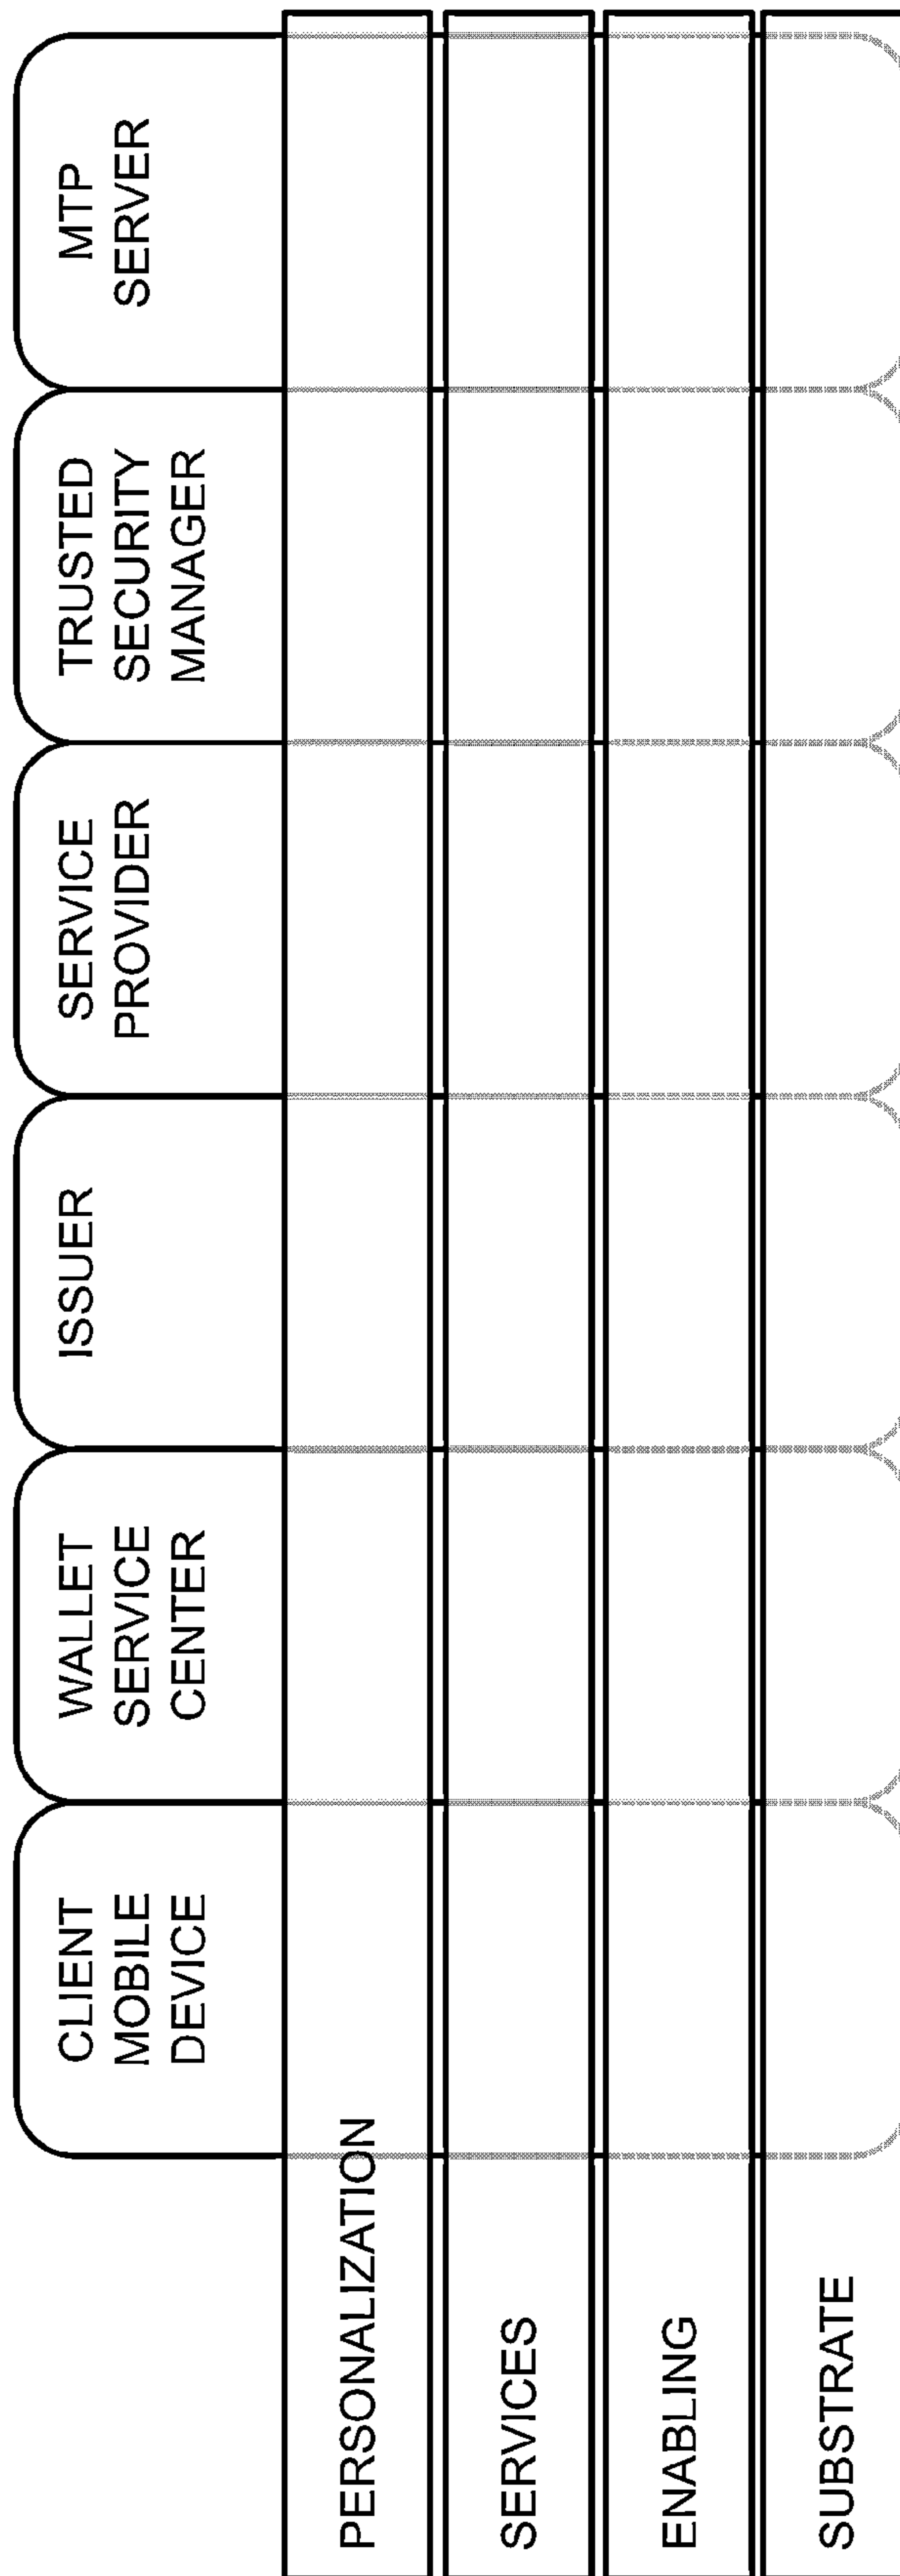 CLIENT
MOBILE
DEVICE
WALLET
SERVICE
CENTER
ISSUER
SERVICE
PROVIDER
TRUSTED
SECURITY
MANAGER
MTP
SERVER
PERSONALIZATION
SERVICES
ENABLING
SUBSTRATE